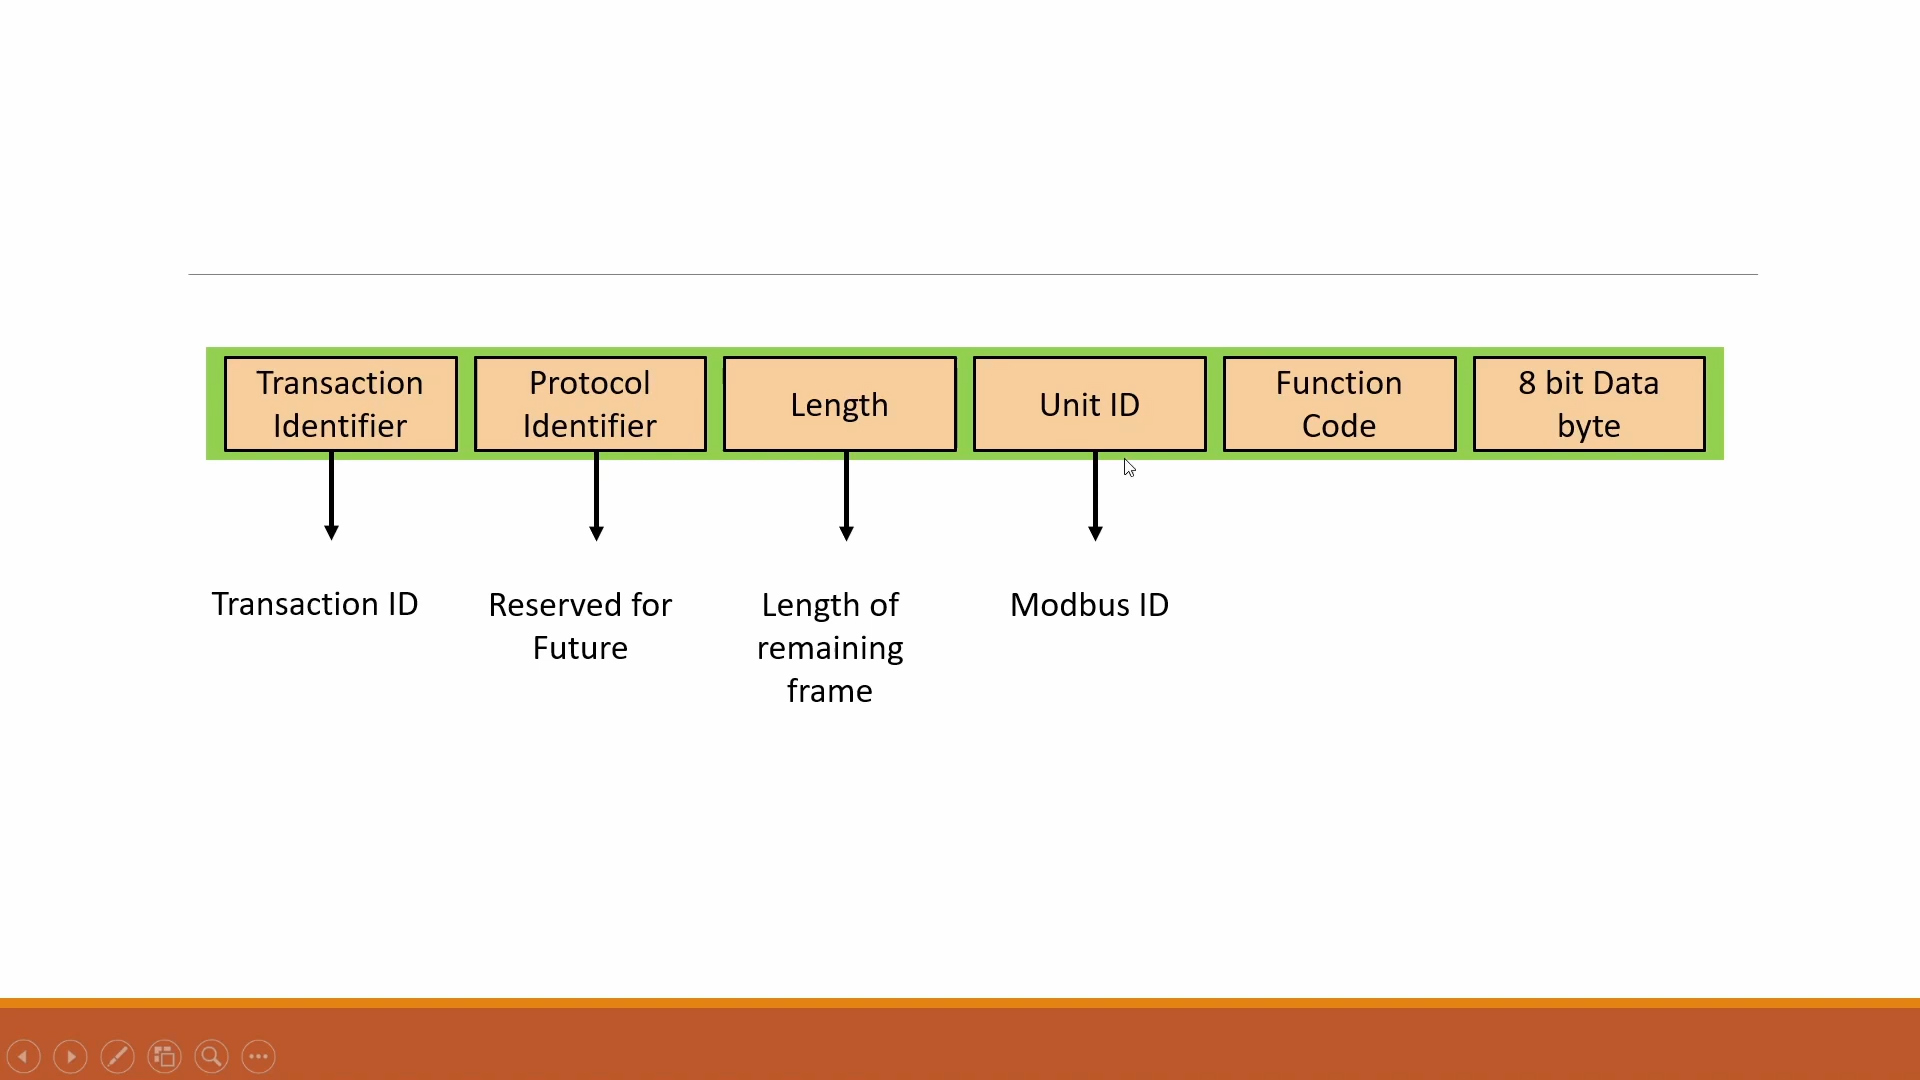 Transaction
Identifier
Protocol
Identifier
Length
Unit ID
Function
Code
8 bit Data
byte
Transaction ID
Reserved for
Future
Length of
remaining
frame
Modbus ID